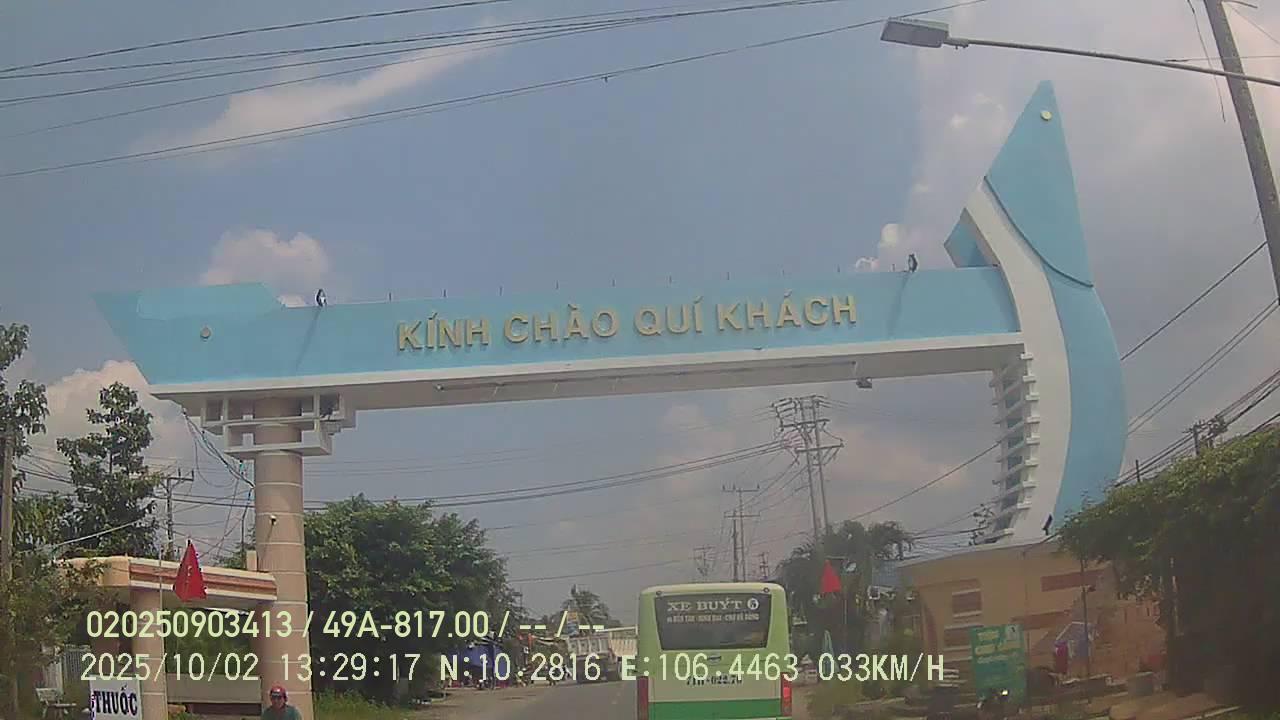 KÍNH CHÀO QUÍ KHÁCH
XE BUÝT
020250903413 / 49A-817.00 / -- / --
2025/10/02 13:29:17 N:10.2816 E:106.4463 033KM/H
THUỐC